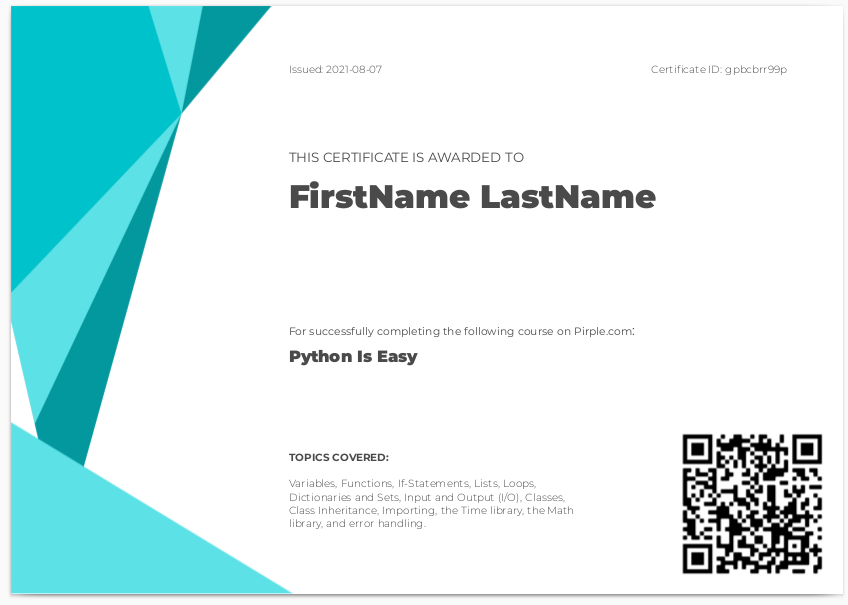 Issued: 2021-08-07
Certificate ID: gpbcbrr99p
THIS CERTIFICATE IS AWARDED TO
FirstName LastName
For successfully completing the following course on Pirple.com:
Python Is Easy
TOPICS COVERED:
Variables, Functions, If-Statements, Lists, Loops,
Dictionaries and Sets, Input and Output (I/O), Classes,
Class Inheritance, Importing, the Time library, the Math
library, and error handling.